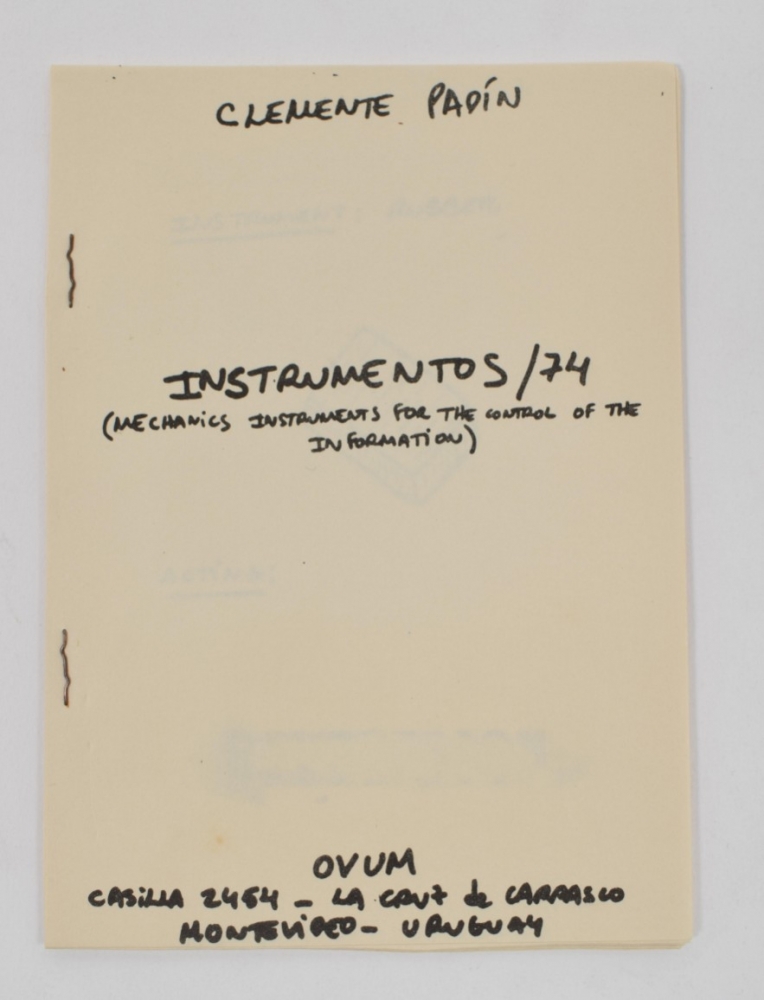 CLEMENTE PADÍN
INSTRUMENTOS/74
(MECHANICS INSTRUMENTS FOR THE CONTROL OF THE
INFORMATION)
OVUM
CASILLA 2454 - LA CRUZ de CARRASCO
MONTEVIDEO - URUGUAY